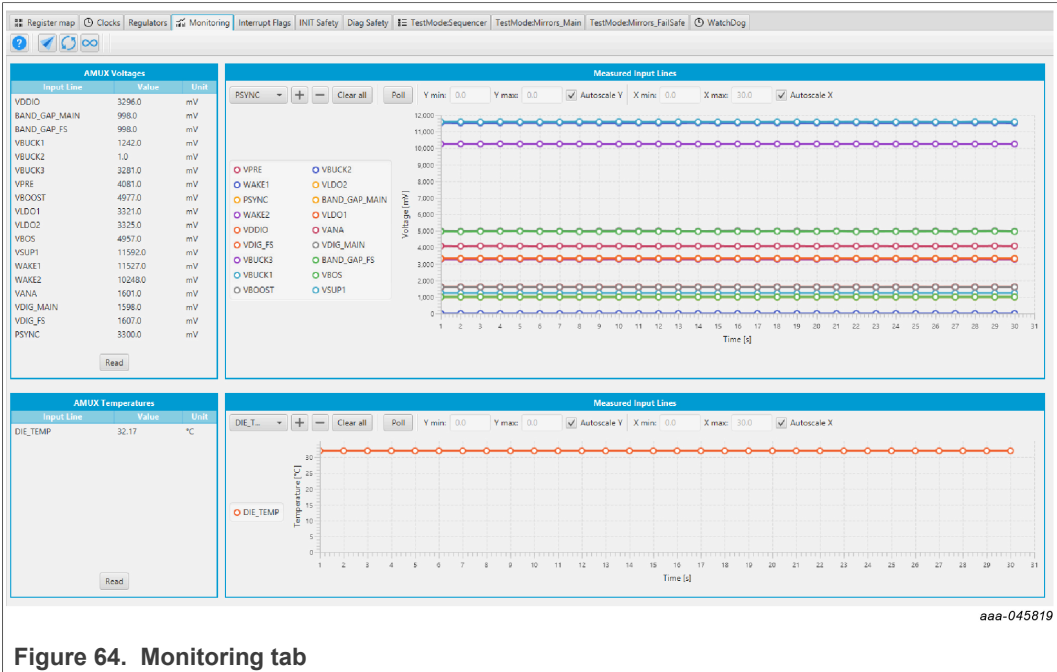 Register map Clocks Regulators Monitoring Interrupt Flags INIT Safety Diag Safety TestMode:Sequencer TestMode:Mirrors_Main TestMode:Mirrors_FailSafe WatchDog
AMUX Voltages
Input Line Value Unit
VDDIO 3296.0 mV
BAND_GAP_MAIN 998.0 mV
BAND_GAP_FS 998.0 mV
VBUCK1 1242.0 mV
VBUCK2 1.0 mV
VBUCK3 3281.0 mV
VPRE 4081.0 mV
VBOOST 4977.0 mV
VLDO1 3321.0 mV
VLDO2 3325.0 mV
VBOS 4957.0 mV
VSUP1 11592.0 mV
WAKE1 11527.0 mV
WAKE2 10248.0 mV
VANA 1601.0 mV
VDIG_MAIN 1598.0 mV
VDIG_FS 1607.0 mV
PSYNC 3300.0 mV
Read
Measured Input Lines
PSYNC + − Clear all Poll Y min: 0.0 Y max: 0.0 Autoscale Y X min: 0.0 X max: 30.0 Autoscale X
VPRE VBUCK2
WAKE1 VLDO2
PSYNC BAND_GAP_MAIN
WAKE2 VLDO1
VDDIO VANA
VDIG_FS VDIG_MAIN
VBUCK3 BAND_GAP_FS
VBUCK1 VBOS
VBOOST VSUP1
Voltage [mV]
12,000
11,000
10,000
9,000
8,000
7,000
6,000
5,000
4,000
3,000
2,000
1,000
0
1 2 3 4 5 6 7 8 9 10 11 12 13 14 15 16 17 18 19 20 21 22 23 24 25 26 27 28 29 30 31
Time [s]
AMUX Temperatures
Input Line Value Unit
DIE_TEMP 32.17 °C
Read
Measured Input Lines
DIE_T... + − Clear all Poll Y min: 0.0 Y max: 0.0 Autoscale Y X min: 0.0 X max: 30.0 Autoscale X
DIE_TEMP
Temperature [°C]
30
25
20
15
10
5
0
1 2 3 4 5 6 7 8 9 10 11 12 13 14 15 16 17 18 19 20 21 22 23 24 25 26 27 28 29 30 31
Time [s]
aaa-045819
Figure 64. Monitoring tab